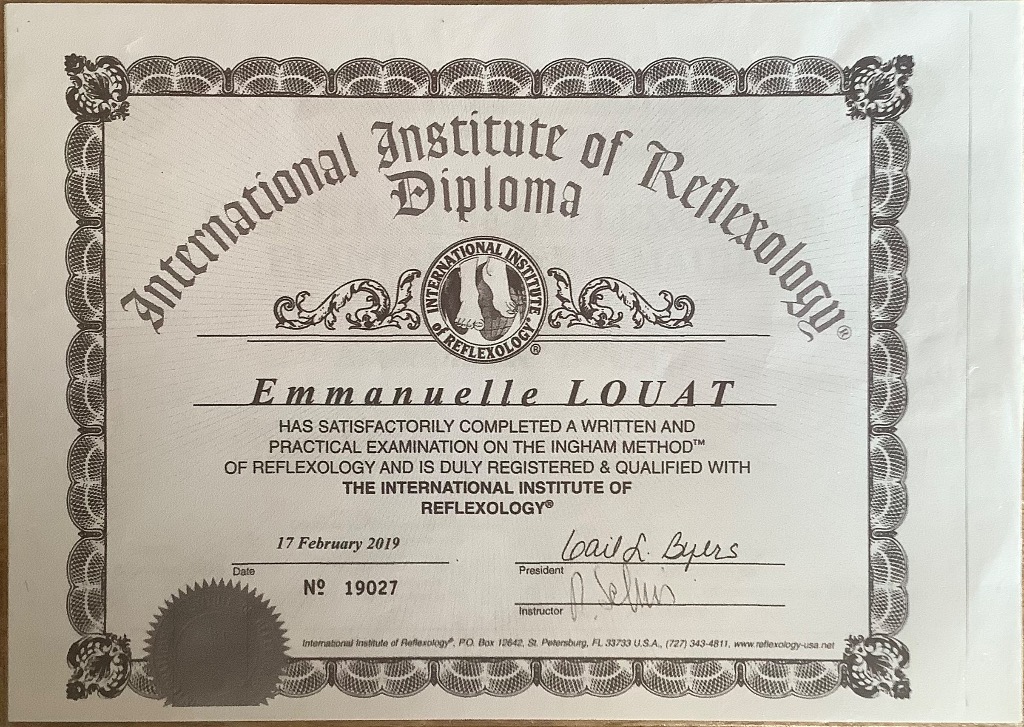 International Institute of Reflexology®
Diploma
INTERNATIONAL INSTITUTE
of REFLEXOLOGY®
Emmanuelle LOUAT
HAS SATISFACTORILY COMPLETED A WRITTEN AND
PRACTICAL EXAMINATION ON THE INGHAM METHOD™
OF REFLEXOLOGY AND IS DULY REGISTERED & QUALIFIED WITH
THE INTERNATIONAL INSTITUTE OF
REFLEXOLOGY®
17 February 2019
Gail L. Byers
Date
President
Nº 19027
Instructor
International Institute of Reflexology®, P.O. Box 12642, St. Petersburg, FL 33733 U.S.A., (727) 343-4811, www.reflexology-usa.net